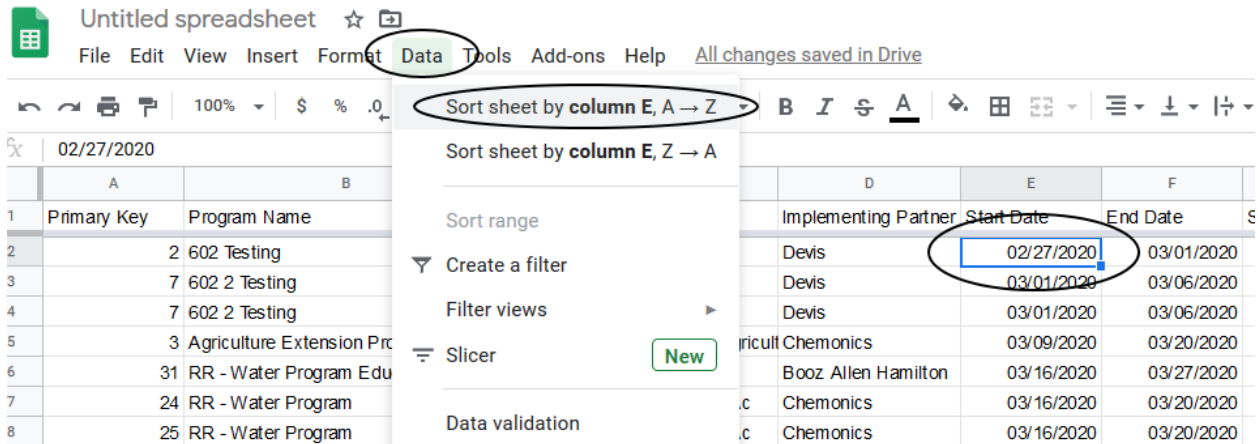 Untitled spreadsheet
File Edit View Insert Format Data Tools Add-ons Help All changes saved in Drive
100% $ % .0 B I S A
Sort sheet by column E, A → Z
fx 02/27/2020
Sort sheet by column E, Z → A
A B D E F
1 Primary Key Program Name Implementing Partner Start Date End Date S
Sort range
2 2 602 Testing Devis 02/27/2020 03/01/2020
Create a filter
3 7 602 2 Testing Devis 03/01/2020 03/06/2020
Filter views
4 7 602 2 Testing Devis 03/01/2020 03/06/2020
5 3 Agriculture Extension Pro gricult Chemonics 03/09/2020 03/20/2020
Slicer New
6 31 RR - Water Program Edu Booz Allen Hamilton 03/16/2020 03/27/2020
7 24 RR - Water Program Chemonics 03/16/2020 03/20/2020
Data validation
8 25 RR - Water Program Chemonics 03/16/2020 03/20/2020